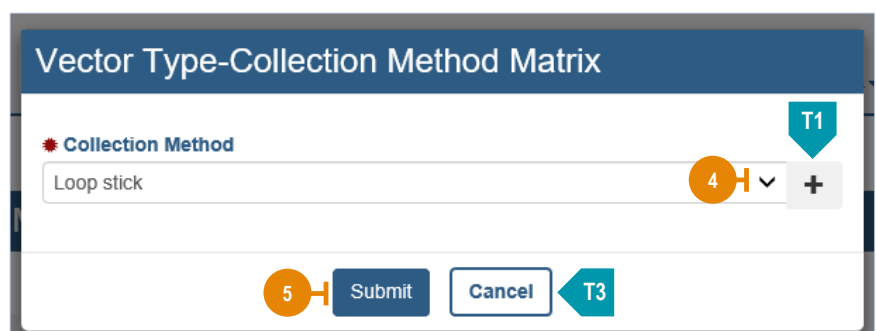 Vector Type-Collection Method Matrix
T1
✹ Collection Method
Loop stick
4
+
5
Submit
Cancel
T3